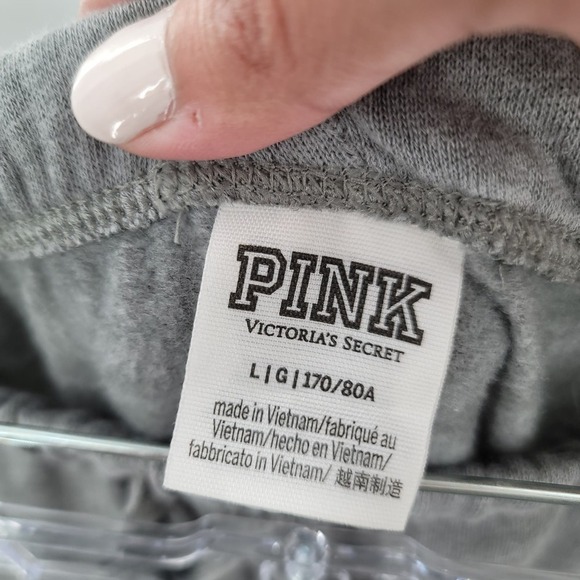 PINK
VICTORIA'S SECRET
L|G|170/80A
made in Vietnam/fabriqué au
Vietnam/hecho en Vietnam/
fabbricato in Vietnam/ 越南制造